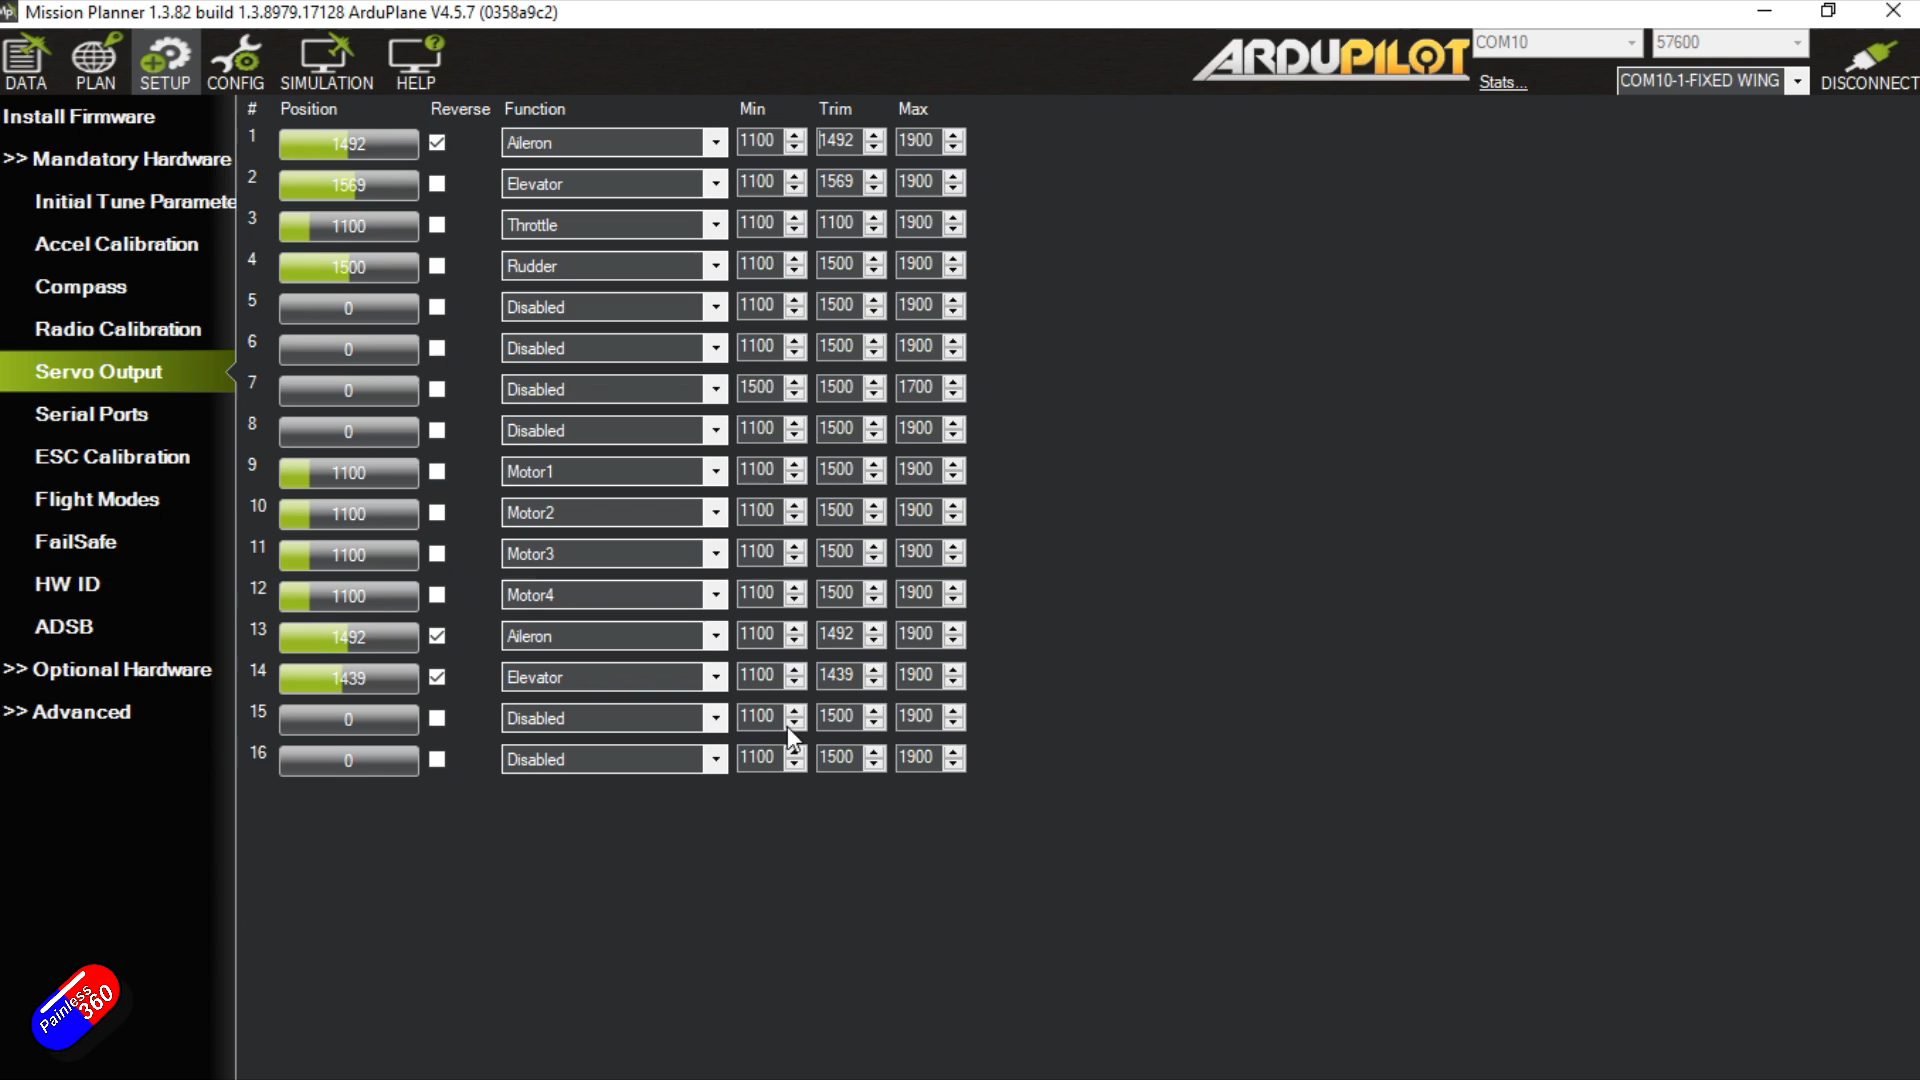 Mission Planner 1.3.82 build 1.3.8979.17128 ArduPlane V4.5.7 (0358a9c2)
DATA PLAN SETUP CONFIG SIMULATION HELP
ARDUPILOT
COM10 57600
Stats... COM10-1-FIXED WING DISCONNECT
Install Firmware
>> Mandatory Hardware
Initial Tune Paramete
Accel Calibration
Compass
Radio Calibration
Servo Output
Serial Ports
ESC Calibration
Flight Modes
FailSafe
HW ID
ADSB
>> Optional Hardware
>> Advanced
# Position Reverse Function Min Trim Max
1 1492 Aileron 1100 1492 1900
2 1569 Elevator 1100 1569 1900
3 1100 Throttle 1100 1100 1900
4 1500 Rudder 1100 1500 1900
5 0 Disabled 1100 1500 1900
6 0 Disabled 1100 1500 1900
7 0 Disabled 1500 1500 1700
8 0 Disabled 1100 1500 1900
9 1100 Motor1 1100 1500 1900
10 1100 Motor2 1100 1500 1900
11 1100 Motor3 1100 1500 1900
12 1100 Motor4 1100 1500 1900
13 1492 Aileron 1100 1492 1900
14 1439 Elevator 1100 1439 1900
15 0 Disabled 1100 1500 1900
16 0 Disabled 1100 1500 1900
Painless
360